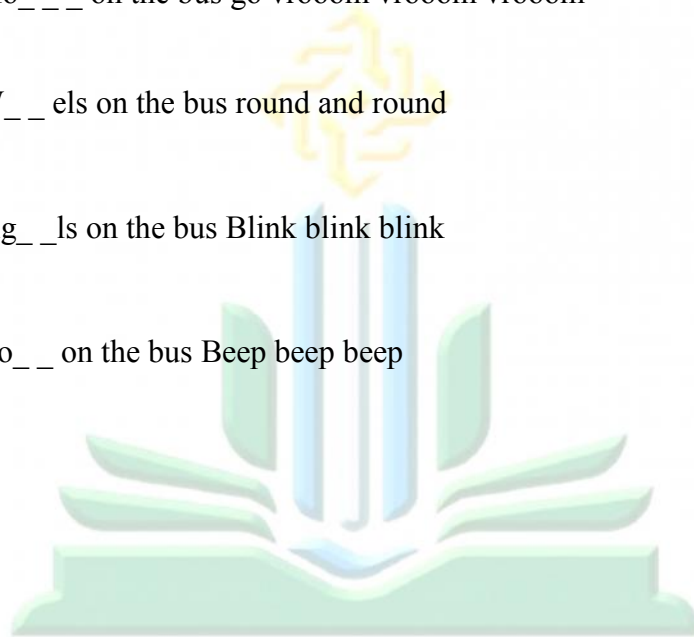 o_ _ _ on the bus go vrooom vrooom vrooom
_ _ els on the bus round and round
g_ _ls on the bus Blink blink blink
o_ _ on the bus Beep beep beep